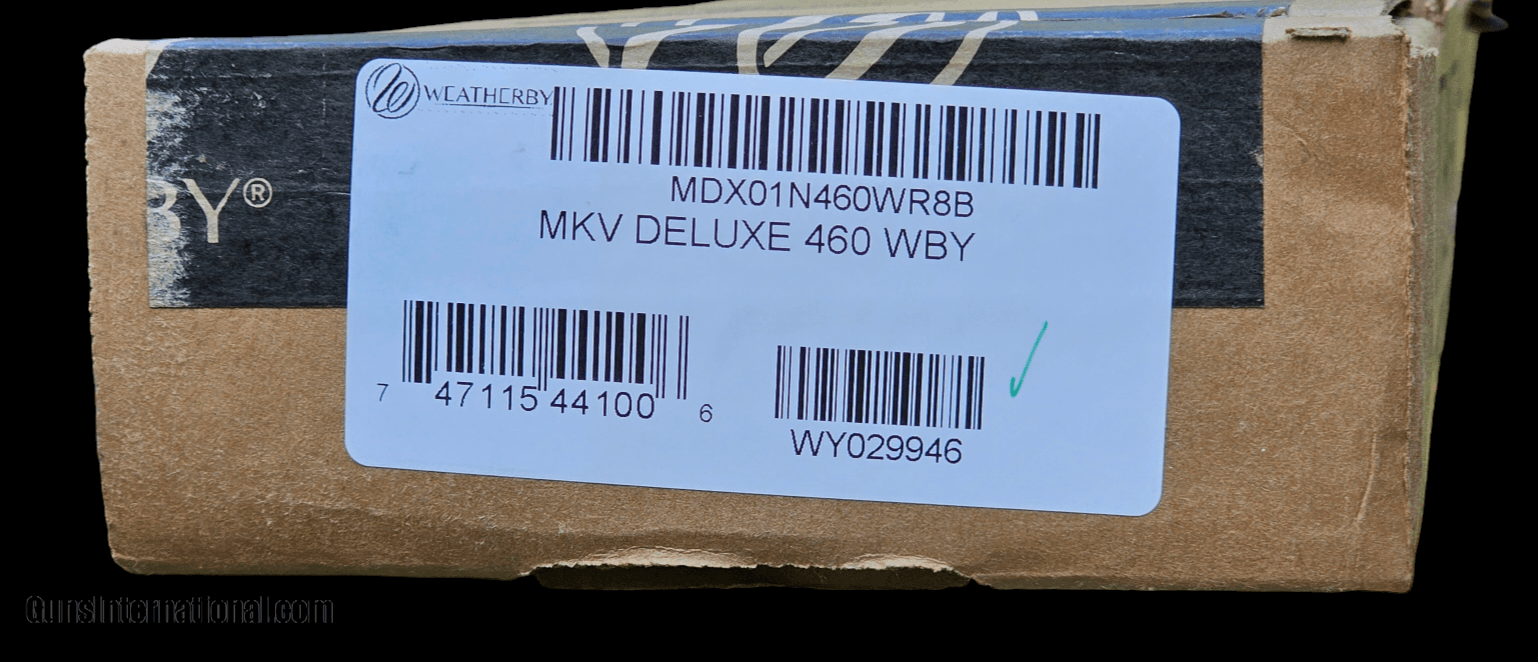 WEATHERBY
MDX01N460WR8B
MKV DELUXE 460 WBY
BY®
7 47115 44100 6
WY029946
GunsInternational.com